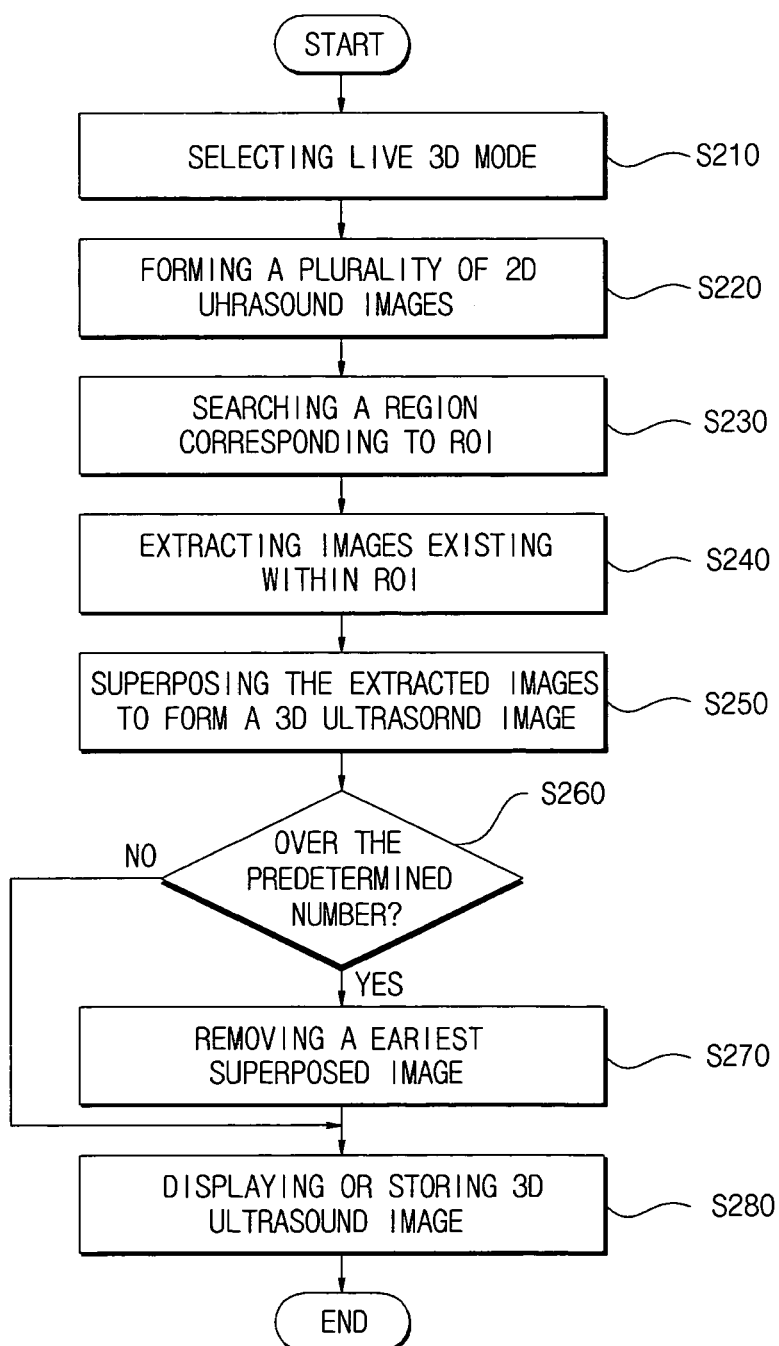 START
SELECTING LIVE 3D MODE
S210
FORMING A PLURALITY OF 2D
UHRASOUND IMAGES
S220
SEARCHING A REGION
CORRESPONDING TO ROI
S230
EXTRACTING IMAGES EXISTING
WITHIN ROI
S240
SUPERPOSING THE EXTRACTED IMAGES
TO FORM A 3D ULTRASORND IMAGE
S250
S260
OVER THE
PREDETERMINED
NUMBER?
NO
YES
REMOVING A EARIEST
SUPERPOSED IMAGE
S270
DISPLAYING OR STORING 3D
ULTRASOUND IMAGE
S280
END